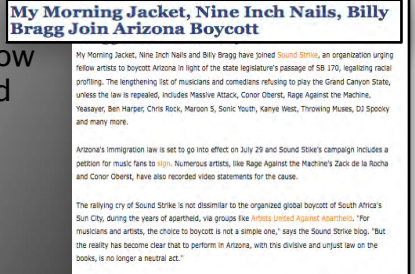 My Morning Jacket, Nine Inch Nails, Billy
Bragg Join Arizona Boycott
ow
d
My Morning Jacket, Nine Inch Nails and Billy Bragg have joined Sound Strike, an organization urging
fellow artists to boycott Arizona in light of the state legislature's passage of SB 170, legalizing racial
profiling. The lengthening list of musicians and comedians refusing to play the Grand Canyon State,
unless the law is repealed, includes Massive Attack, Conor Oberst, Rage Against the Machine,
Yeasayer, Ben Harper, Chris Rock, Maroon 5, Sonic Youth, Kanye West, Throwing Muses, DJ Spooky
and many more.
Arizona's immigration law is set to go into effect on July 29 and Sound Stike's campaign includes a
petition for music fans to sign. Numerous artists, like Rage Against the Machine's Zack de la Rocha
and Conor Oberst, have also recorded video statements for the cause.
The rallying cry of Sound Strike is not dissimilar to the organized global boycott of South Africa's
Sun City, during the years of apartheid, via groups like Artists United Against Apartheid. "For
musicians and artists, the choice to boycott is not a simple one," says the Sound Strike blog. "But
the reality has become clear that to perform in Arizona, with this divisive and unjust law on the
books, is no longer a neutral act."